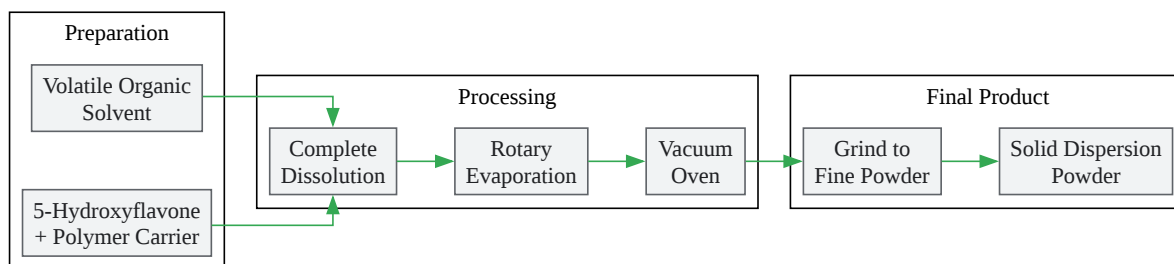 Preparation
Volatile Organic
Solvent
5-Hydroxyflavone
+ Polymer Carrier
Processing
Complete
Dissolution
Rotary
Evaporation
Vacuum
Oven
Final Product
Grind to
Fine Powder
Solid Dispersion
Powder